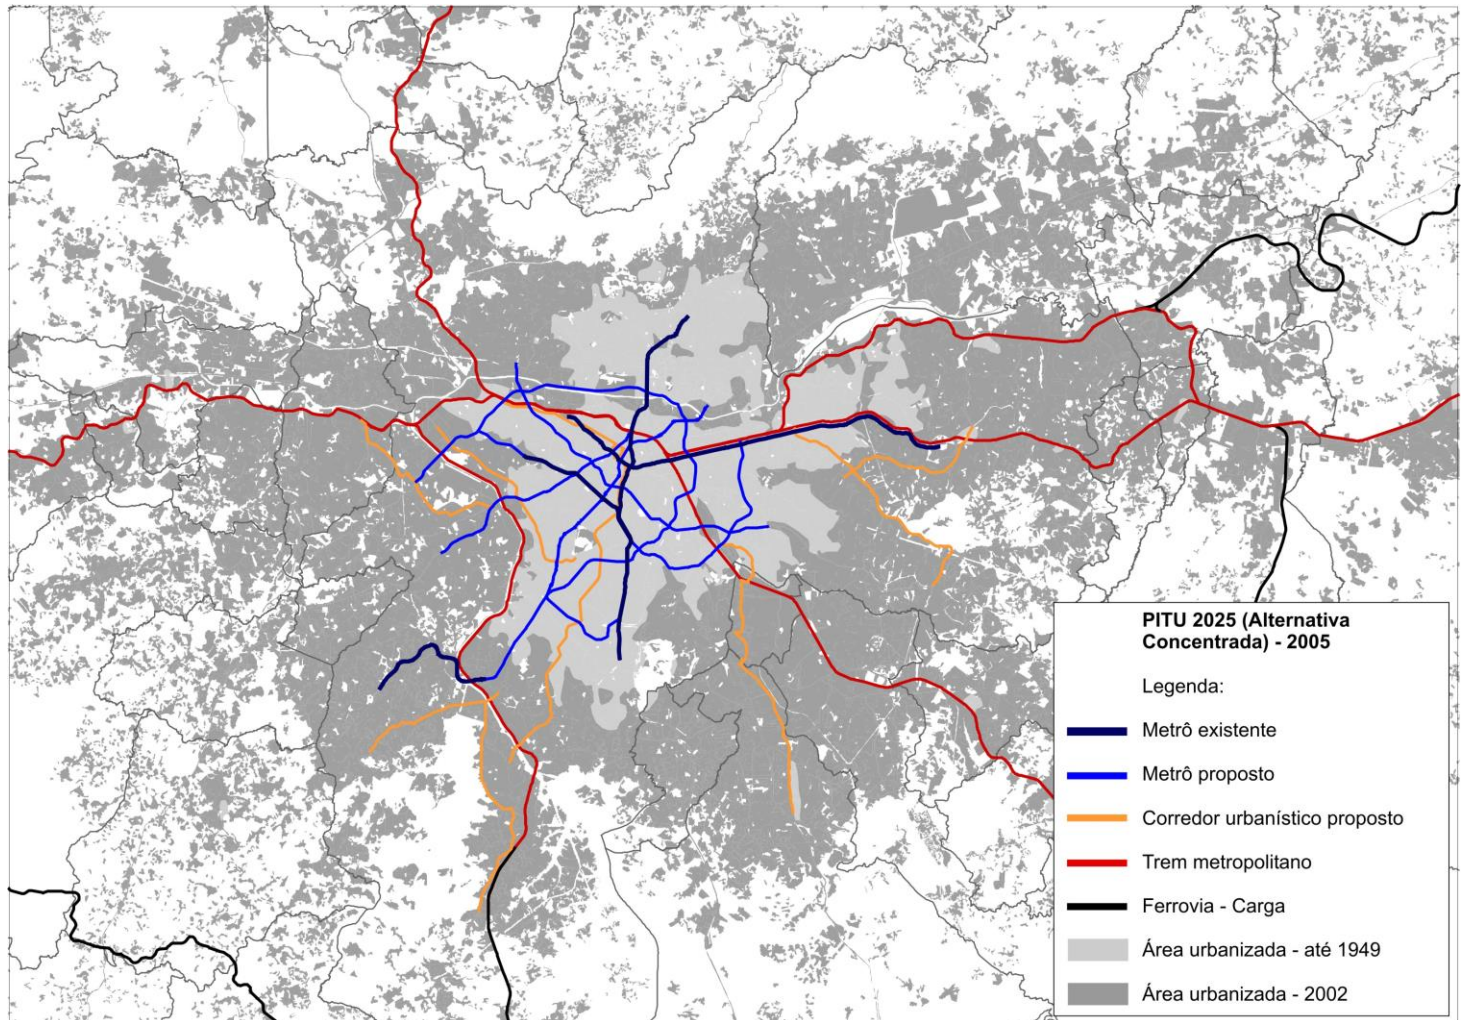 PITU 2025 (Alternativa
Concentrada) - 2005
Legenda:
Metrô existente
Metrô proposto
Corredor urbanístico proposto
Trem metropolitano
Ferrovia - Carga
Área urbanizada - até 1949
Área urbanizada - 2002